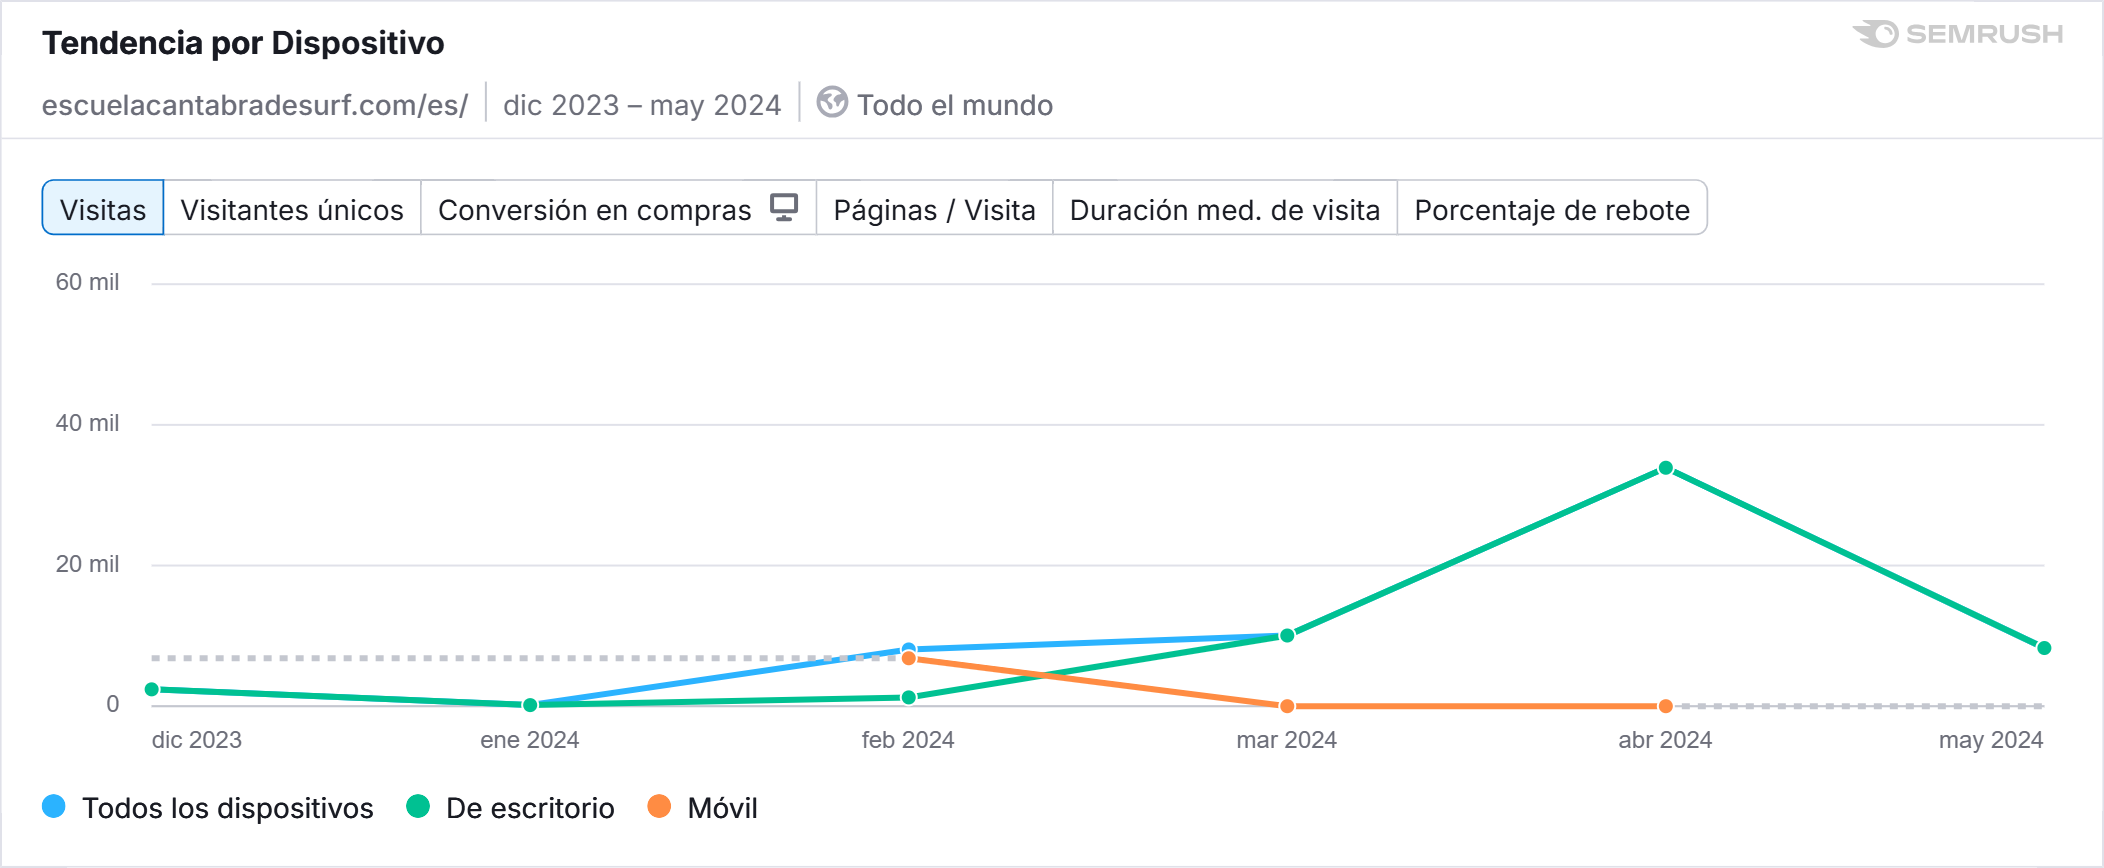 Tendencia por Dispositivo
SEMRUSH
escuelacantabradesurf.com/es/ dic 2023 – may 2024 Todo el mundo
Visitas Visitantes únicos Conversión en compras Páginas / Visita Duración med. de visita Porcentaje de rebote
60 mil
40 mil
20 mil
0
dic 2023 ene 2024 feb 2024 mar 2024 abr 2024 may 2024
Todos los dispositivos De escritorio Móvil